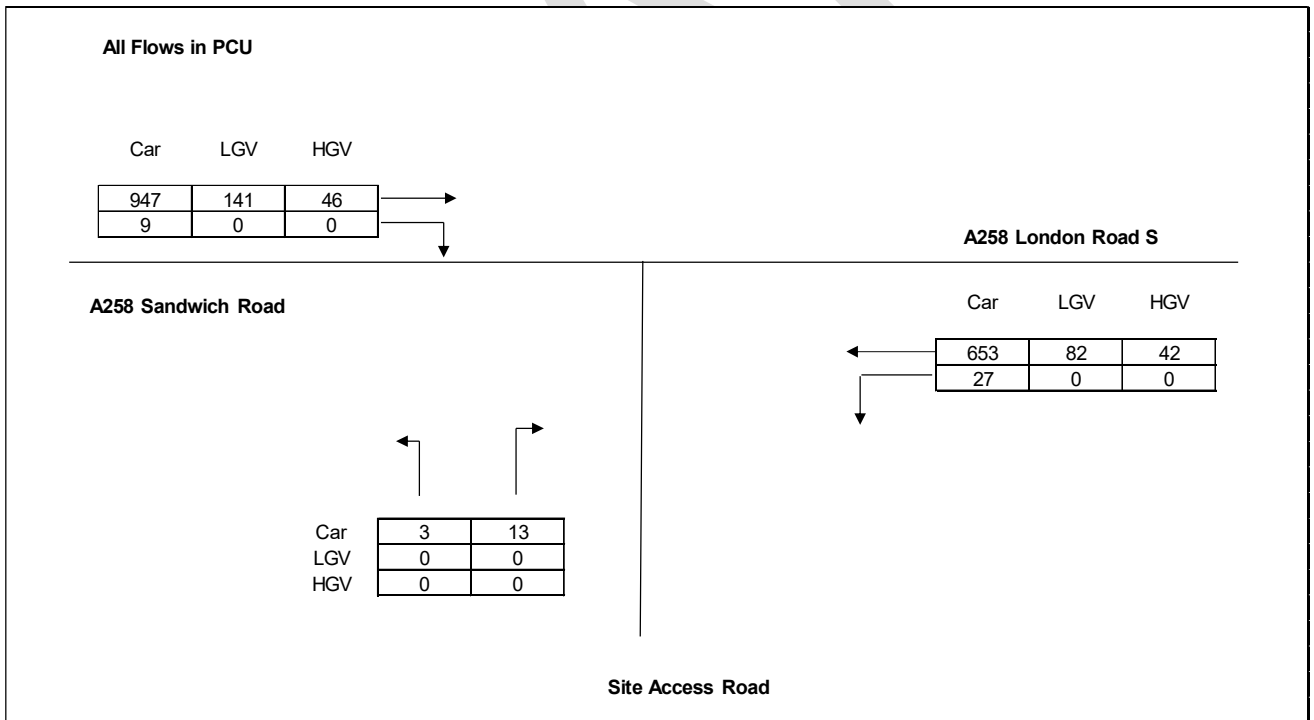 All Flows in PCU
Car LGV HGV
947 141 46
9 0 0
A258 London Road S
A258 Sandwich Road
Car LGV HGV
653 82 42
27 0 0
Car 3 13
LGV 0 0
HGV 0 0
Site Access Road